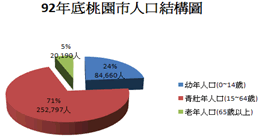 92年底桃園市人口結構圖
5%
20,190人
24%
84,660人
71%
252,797人
幼年人口(0~14歲)
青壯年人口(15~64歲)
老年人口(65歲以上)